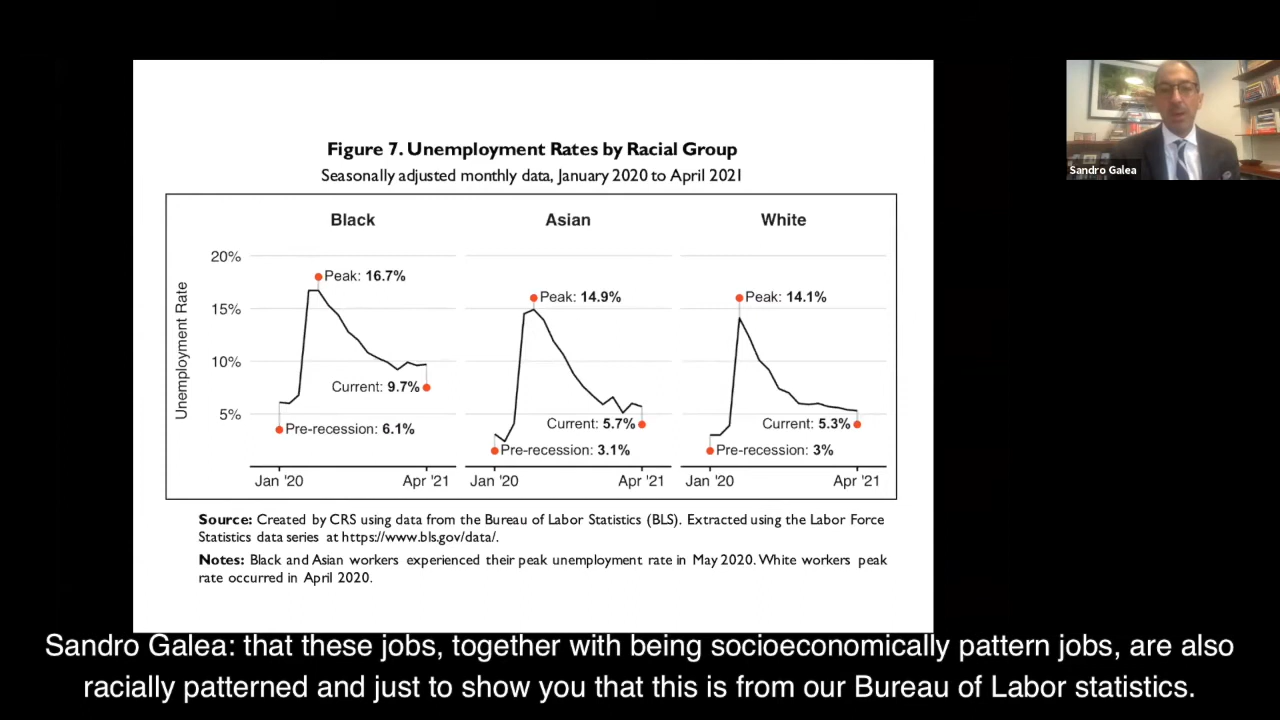 Figure 7. Unemployment Rates by Racial Group
Seasonally adjusted monthly data, January 2020 to April 2021
Black
Asian
White
Unemployment Rate
20%
15%
10%
5%
Peak: 16.7%
Current: 9.7%
Pre-recession: 6.1%
Jan '20
Apr '21
Peak: 14.9%
Current: 5.7%
Pre-recession: 3.1%
Jan '20
Apr '21
Peak: 14.1%
Current: 5.3%
Pre-recession: 3%
Jan '20
Apr '21
Source: Created by CRS using data from the Bureau of Labor Statistics (BLS). Extracted using the Labor Force
Statistics data series at https://www.bls.gov/data/.
Notes: Black and Asian workers experienced their peak unemployment rate in May 2020. White workers peak
rate occurred in April 2020.
Sandro Galea
Sandro Galea: that these jobs, together with being socioeconomically pattern jobs, are also
racially patterned and just to show you that this is from our Bureau of Labor statistics.